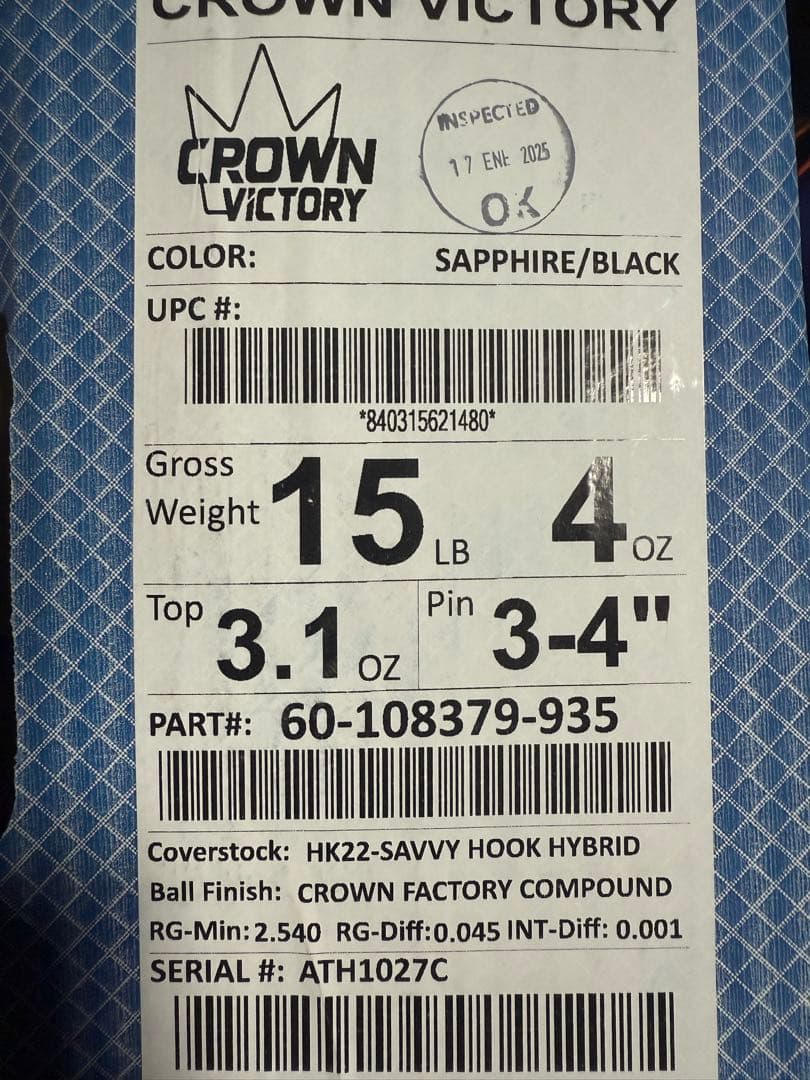 CROWN VICTORY
CROWN
VICTORY
INSPECTED
17 ENE 2025
OK
COLOR: SAPPHIRE/BLACK
UPC #:
*840315621480*
Gross Weight 15 LB 4 OZ
Top 3.1 OZ Pin 3-4"
PART#: 60-108379-935
Coverstock: HK22-SAVVY HOOK HYBRID
Ball Finish: CROWN FACTORY COMPOUND
RG-Min: 2.540 RG-Diff: 0.045 INT-Diff: 0.001
SERIAL #: ATH1027C